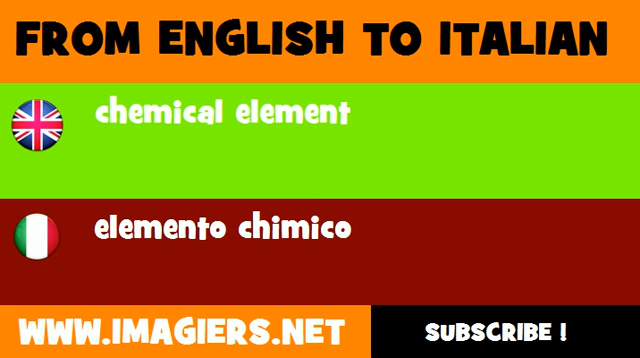 FROM ENGLISH TO ITALIAN
chemical element
elemento chimico
WWW.IMAGIERS.NET
SUBSCRIBE !